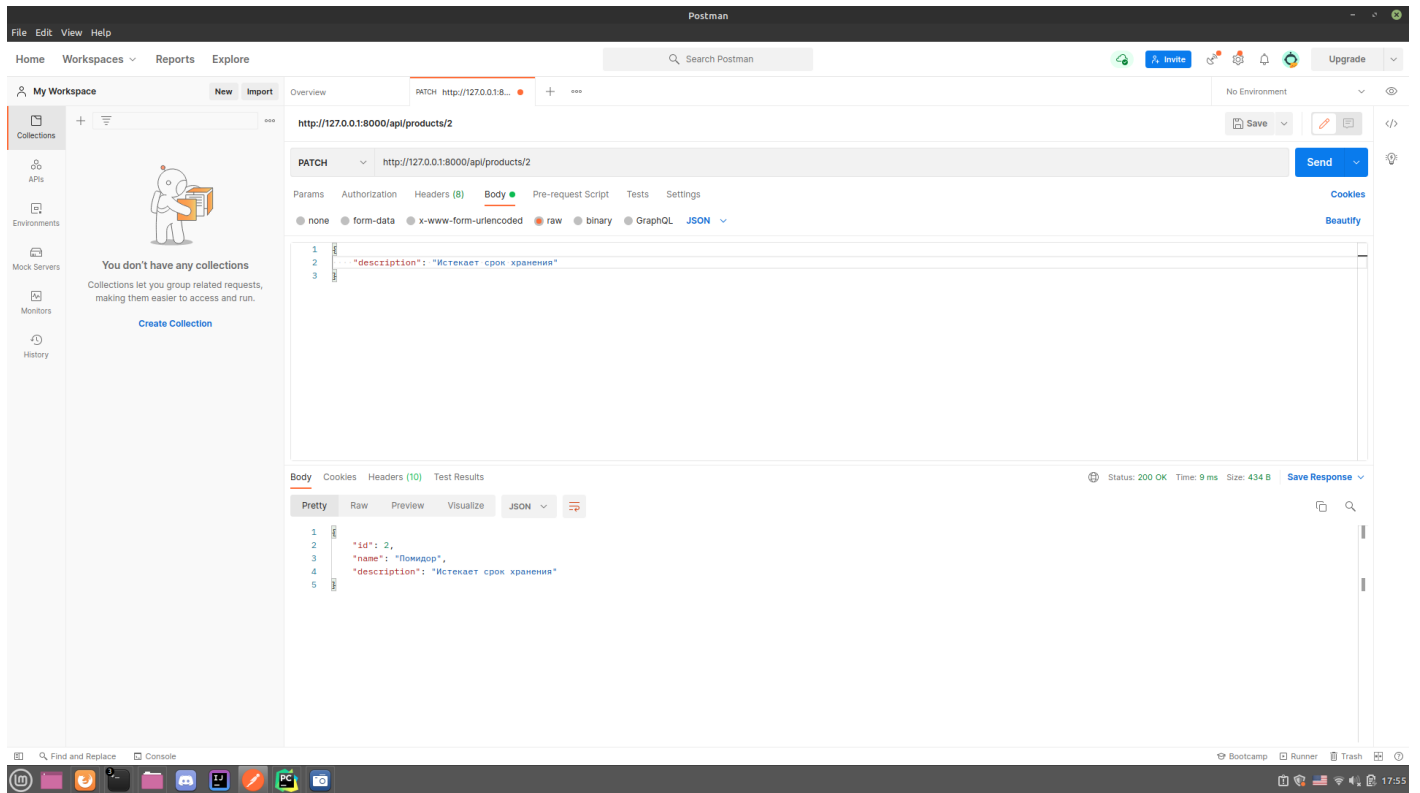 Postman
File Edit View Help
Home Workspaces Reports Explore
Search Postman
Invite
Upgrade
My Workspace
New Import
Overview
PATCH http://127.0.0.1:8...
No Environment
Collections
APIs
Environments
Mock Servers
Monitors
History
You don't have any collections
Collections let you group related requests,
making them easier to access and run.
Create Collection
http://127.0.0.1:8000/api/products/2
Save
PATCH http://127.0.0.1:8000/api/products/2
Send
Params Authorization Headers (8) Body Pre-request Script Tests Settings
Cookies
none form-data x-www-form-urlencoded raw binary GraphQL JSON
Beautify
1 {
2 "description": "Истекает срок хранения"
3 }
Body Cookies Headers (10) Test Results
Status: 200 OK Time: 9 ms Size: 434 B Save Response
Pretty Raw Preview Visualize JSON
1 {
2 "id": 2,
3 "name": "Помидор",
4 "description": "Истекает срок хранения"
5 }
Find and Replace Console
Bootcamp Runner Trash
17:55